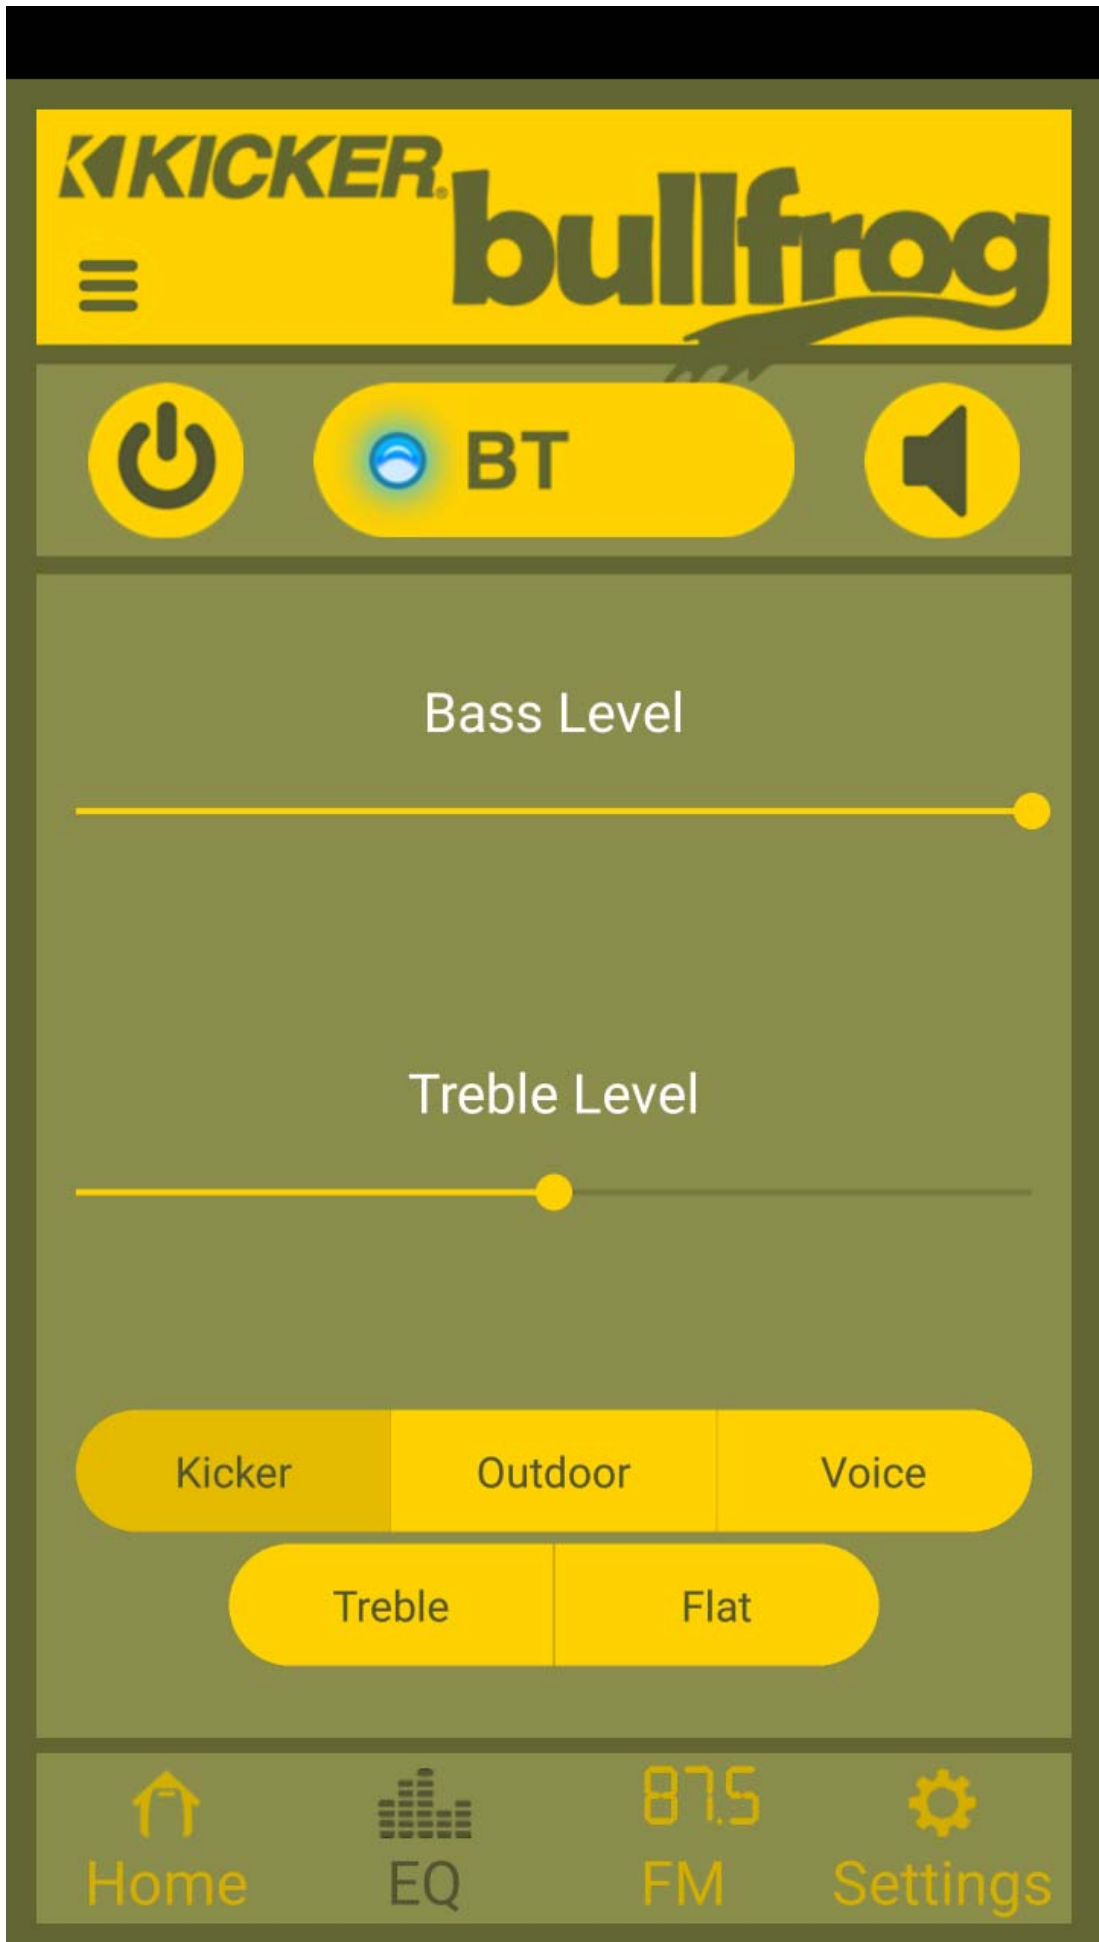 KICKER®
bullfrog
BT
Bass Level
Treble Level
Kicker Outdoor Voice
Treble Flat
87.5
Home EQ FM Settings